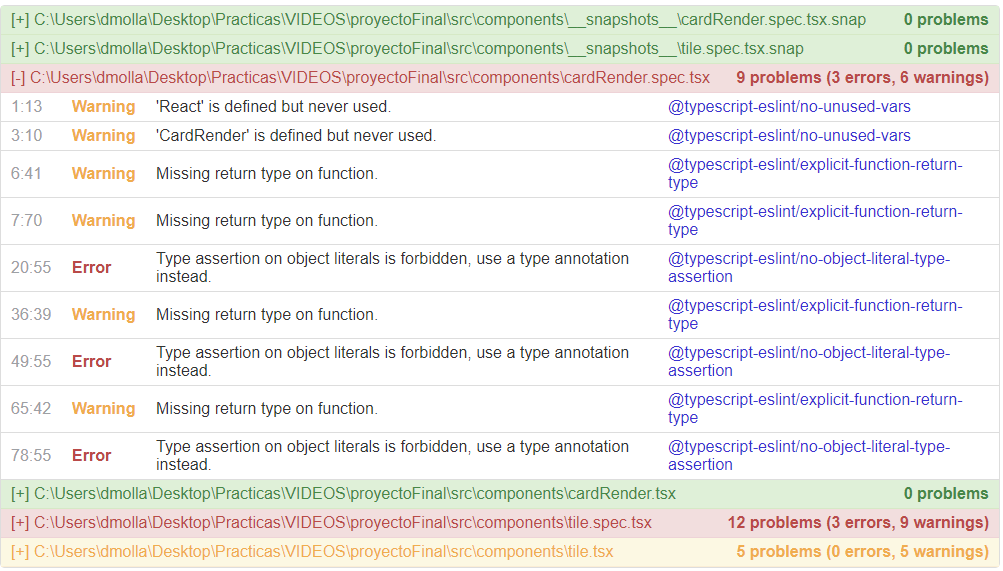 [+] C:\Users\dmolla\Desktop\Practicas\VIDEOS\proyectoFinal\src\components\__snapshots__\cardRender.spec.tsx.snap 0 problems
[+] C:\Users\dmolla\Desktop\Practicas\VIDEOS\proyectoFinal\src\components\__snapshots__\tile.spec.tsx.snap 0 problems
[-] C:\Users\dmolla\Desktop\Practicas\VIDEOS\proyectoFinal\src\components\cardRender.spec.tsx 9 problems (3 errors, 6 warnings)
1:13 Warning 'React' is defined but never used. @typescript-eslint/no-unused-vars
3:10 Warning 'CardRender' is defined but never used. @typescript-eslint/no-unused-vars
6:41 Warning Missing return type on function. @typescript-eslint/explicit-function-return-
type
7:70 Warning Missing return type on function. @typescript-eslint/explicit-function-return-
type
20:55 Error Type assertion on object literals is forbidden, use a type annotation @typescript-eslint/no-object-literal-type-
instead. assertion
36:39 Warning Missing return type on function. @typescript-eslint/explicit-function-return-
type
49:55 Error Type assertion on object literals is forbidden, use a type annotation @typescript-eslint/no-object-literal-type-
instead. assertion
65:42 Warning Missing return type on function. @typescript-eslint/explicit-function-return-
type
78:55 Error Type assertion on object literals is forbidden, use a type annotation @typescript-eslint/no-object-literal-type-
instead. assertion
[+] C:\Users\dmolla\Desktop\Practicas\VIDEOS\proyectoFinal\src\components\cardRender.tsx 0 problems
[+] C:\Users\dmolla\Desktop\Practicas\VIDEOS\proyectoFinal\src\components\tile.spec.tsx 12 problems (3 errors, 9 warnings)
[+] C:\Users\dmolla\Desktop\Practicas\VIDEOS\proyectoFinal\src\components\tile.tsx 5 problems (0 errors, 5 warnings)